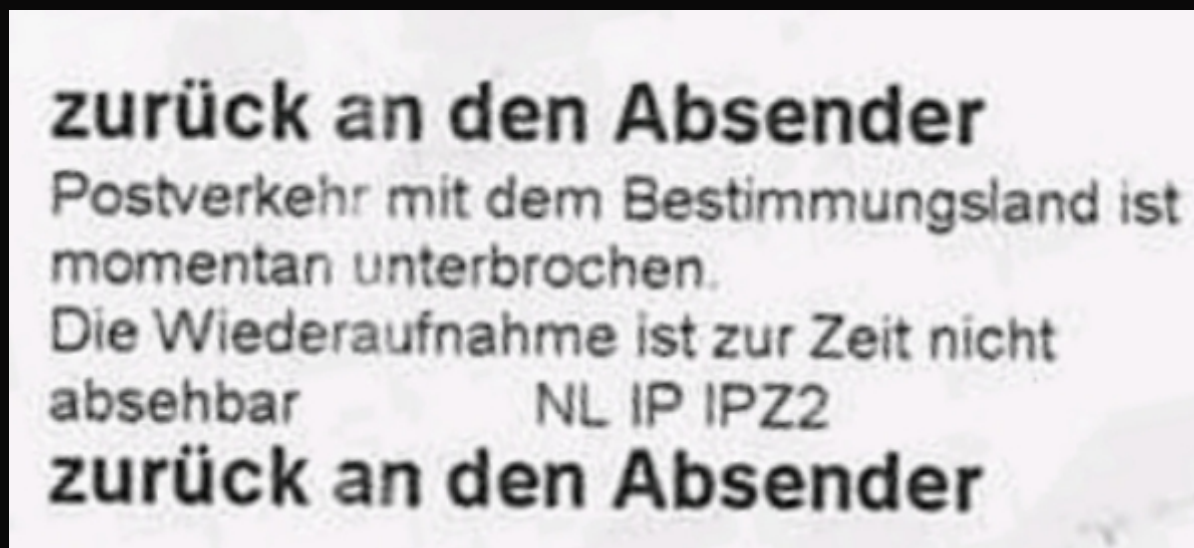 zurück an den Absender
Postverkehr mit dem Bestimmungsland ist
momentan unterbrochen.
Die Wiederaufnahme ist zur Zeit nicht
absehbar NL IP IPZ2
zurück an den Absender